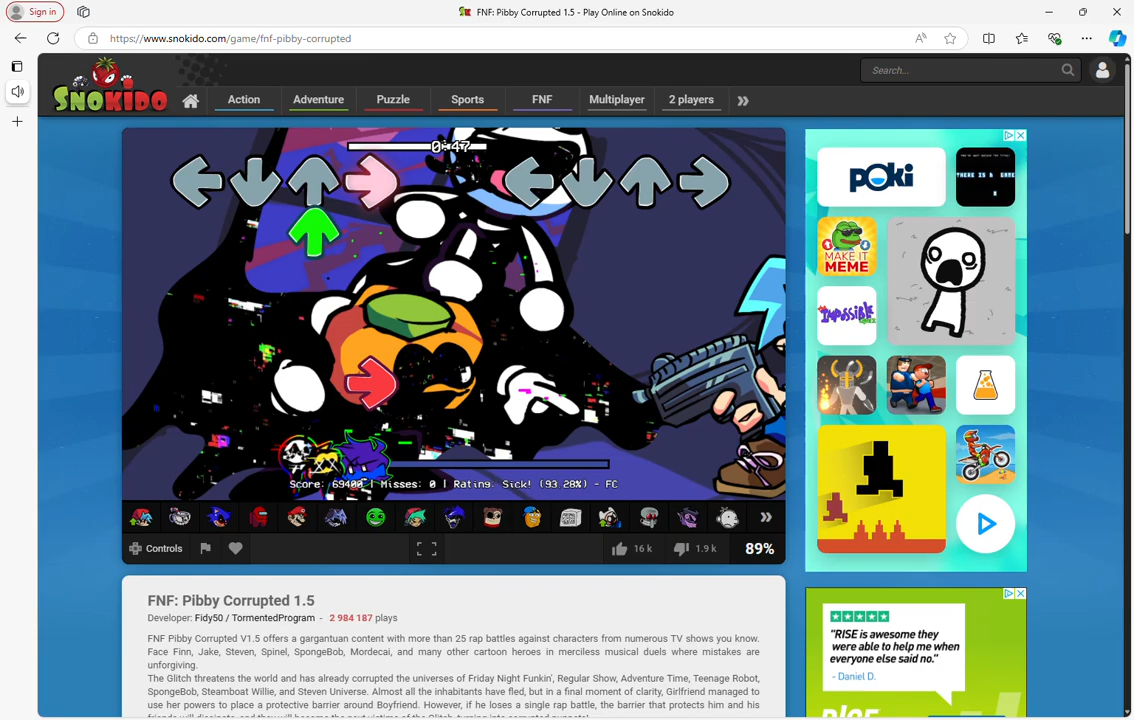 Sign in
FNF: Pibby Corrupted 1.5 - Play Online on Snokido
https://www.snokido.com/game/fnf-pibby-corrupted
SNOKIDO
Search...
Action
Adventure
Puzzle
Sports
FNF
Multiplayer
2 players
0:47
Score: 69400 | Misses: 0 | Rating: Sick! (93.28%) - FC
Controls
16 k
1.9 k
89%
POKI
MAKE IT
MEME
IMPOSSIBLE
FNF: Pibby Corrupted 1.5
Developer: Fidy50 / TormentedProgram - 2 984 187 plays
FNF Pibby Corrupted V1.5 offers a gargantuan content with more than 25 rap battles against characters from numerous TV shows you know.
Face Finn, Jake, Steven, Spinel, SpongeBob, Mordecai, and many other cartoon heroes in merciless musical duels where mistakes are
unforgiving.
The Glitch threatens the world and has already corrupted the universes of Friday Night Funkin', Regular Show, Adventure Time, Teenage Robot,
SpongeBob, Steamboat Willie, and Steven Universe. Almost all the inhabitants have fled, but in a final moment of clarity, Girlfriend managed to
use her powers to place a protective barrier around Boyfriend. However, if he loses a single rap battle, the barrier that protects him and his
"RISE is awesome they
were able to help me when
everyone else said no."
- Daniel D.